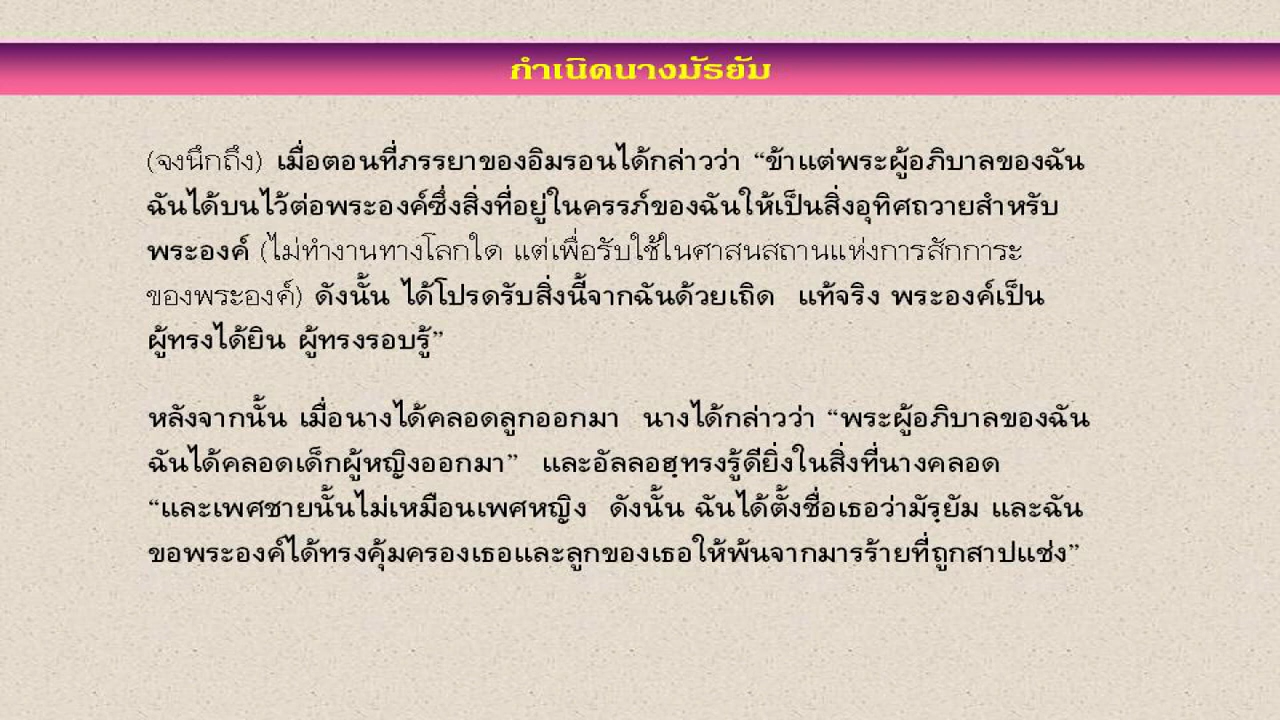 กำเนิดนางมัรยัม
(จงนึกถึง) เมื่อตอนที่ภรรยาของอิมรอนได้กล่าวว่า “ข้าแต่พระผู้อภิบาลของฉัน
ฉันได้บนไว้ต่อพระองค์ซึ่งสิ่งที่อยู่ในครรภ์ของฉันให้เป็นสิ่งอุทิศถวายสำหรับ
พระองค์ (ไม่ทำงานทางโลกใด แต่เพื่อรับใช้ในศาสนสถานแห่งการสักการะ
ของพระองค์) ดังนั้น ได้โปรดรับสิ่งนี้จากฉันด้วยเถิด แท้จริง พระองค์เป็น
ผู้ทรงได้ยิน ผู้ทรงรอบรู้”
หลังจากนั้น เมื่อนางได้คลอดลูกออกมา นางได้กล่าวว่า “พระผู้อภิบาลของฉัน
ฉันได้คลอดเด็กผู้หญิงออกมา” และอัลลอฮฺทรงรู้ดียิ่งในสิ่งที่นางคลอด
“และเพศชายนั้นไม่เหมือนเพศหญิง ดังนั้น ฉันได้ตั้งชื่อเธอว่ามัรฺยัม และฉัน
ขอพระองค์ได้ทรงคุ้มครองเธอและลูกของเธอให้พ้นจากมารร้ายที่ถูกสาปแช่ง”